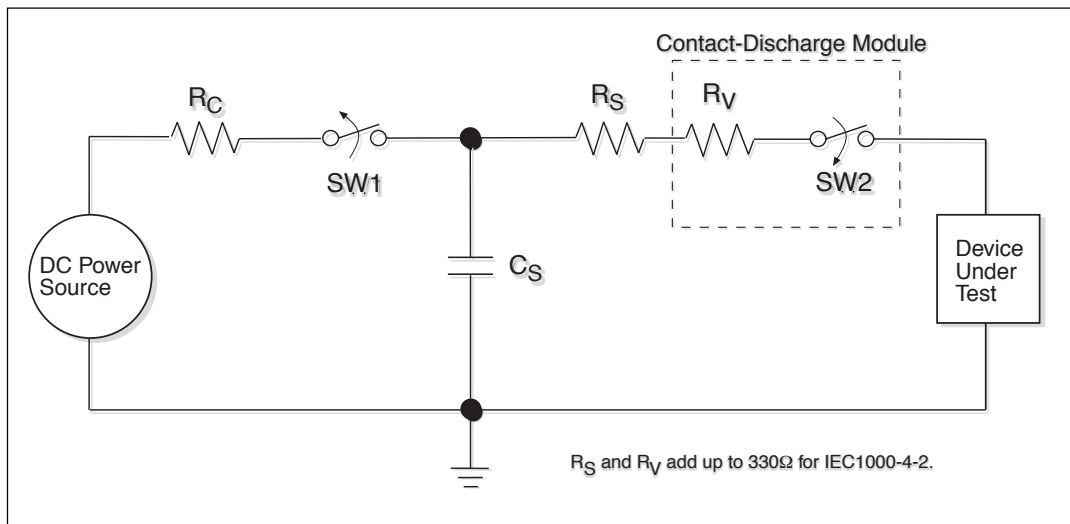 Contact-Discharge Module
RC
RS
RV
SW1
SW2
DC Power
Source
CS
Device
Under
Test
RS and RV add up to 330Ω for IEC1000-4-2.